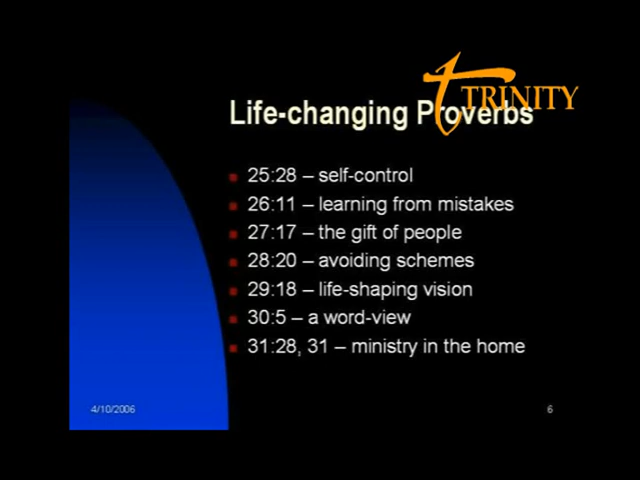 TRINITY
Life-changing Proverbs
25:28 – self-control
26:11 – learning from mistakes
27:17 – the gift of people
28:20 – avoiding schemes
29:18 – life-shaping vision
30:5 – a word-view
31:28, 31 – ministry in the home
4/10/2006
6